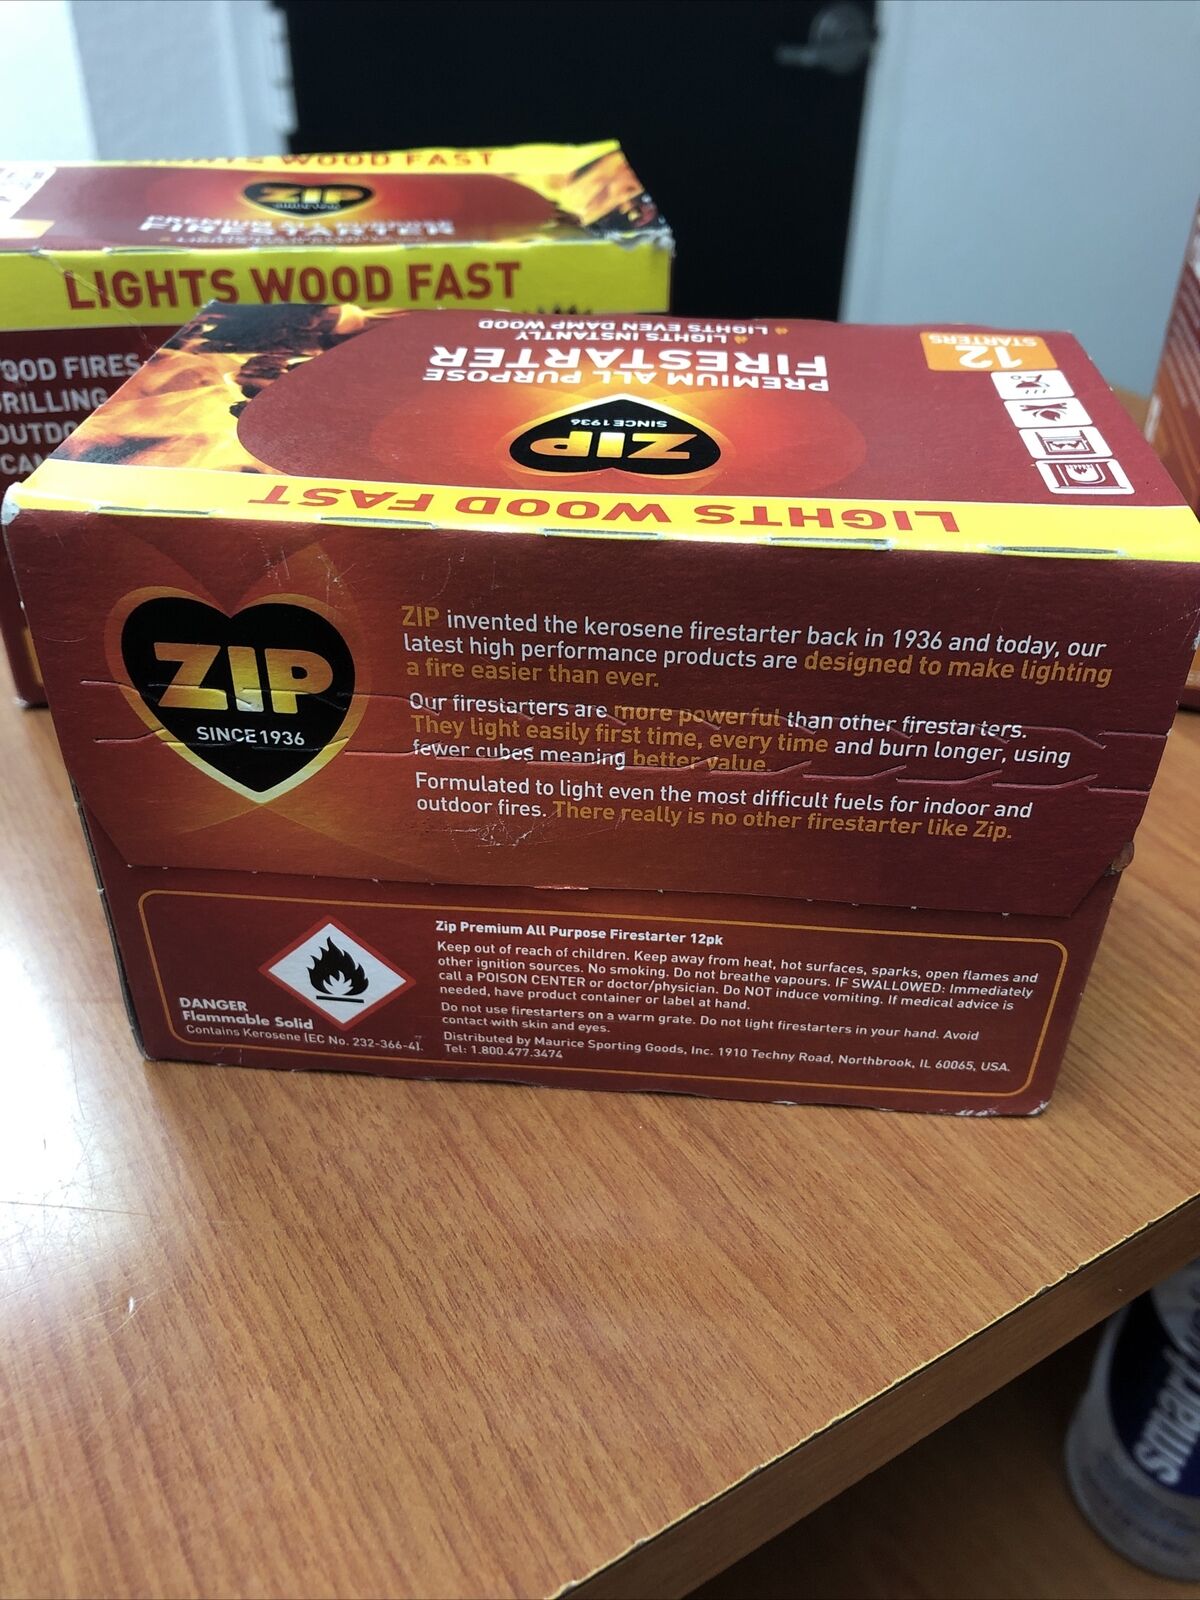 LIGHTS WOOD FAST
ZIP
PREMIUM ALL PURPOSE
FIRESTARTER
LIGHTS WOOD FAST
OOD FIRES
RILLING
OUTDO
CAM
12
STARTERS
PREMIUM ALL PURPOSE
FIRESTARTER
LIGHTS INSTANTLY
LIGHTS EVEN DAMP WOOD
ZIP
SINCE 1936
LIGHTS WOOD FAST
ZIP
SINCE 1936
ZIP invented the kerosene firestarter back in 1936 and today, our
latest high performance products are designed to make lighting
a fire easier than ever.
Our firestarters are more powerful than other firestarters.
They light easily first time, every time and burn longer, using
fewer cubes meaning better value.
Formulated to light even the most difficult fuels for indoor and
outdoor fires. There really is no other firestarter like Zip.
DANGER
Flammable Solid
Contains Kerosene (EC No. 232-366-4).
Zip Premium All Purpose Firestarter 12pk
Keep out of reach of children. Keep away from heat, hot surfaces, sparks, open flames and
other ignition sources. No smoking. Do not breathe vapours. IF SWALLOWED: Immediately
call a POISON CENTER or doctor/physician. Do NOT induce vomiting. If medical advice is
needed, have product container or label at hand.
Do not use firestarters on a warm grate. Do not light firestarters in your hand. Avoid
contact with skin and eyes.
Distributed by Maurice Sporting Goods, Inc. 1910 Techny Road, Northbrook, IL 60065, USA.
Tel: 1.800.477.3474
smart